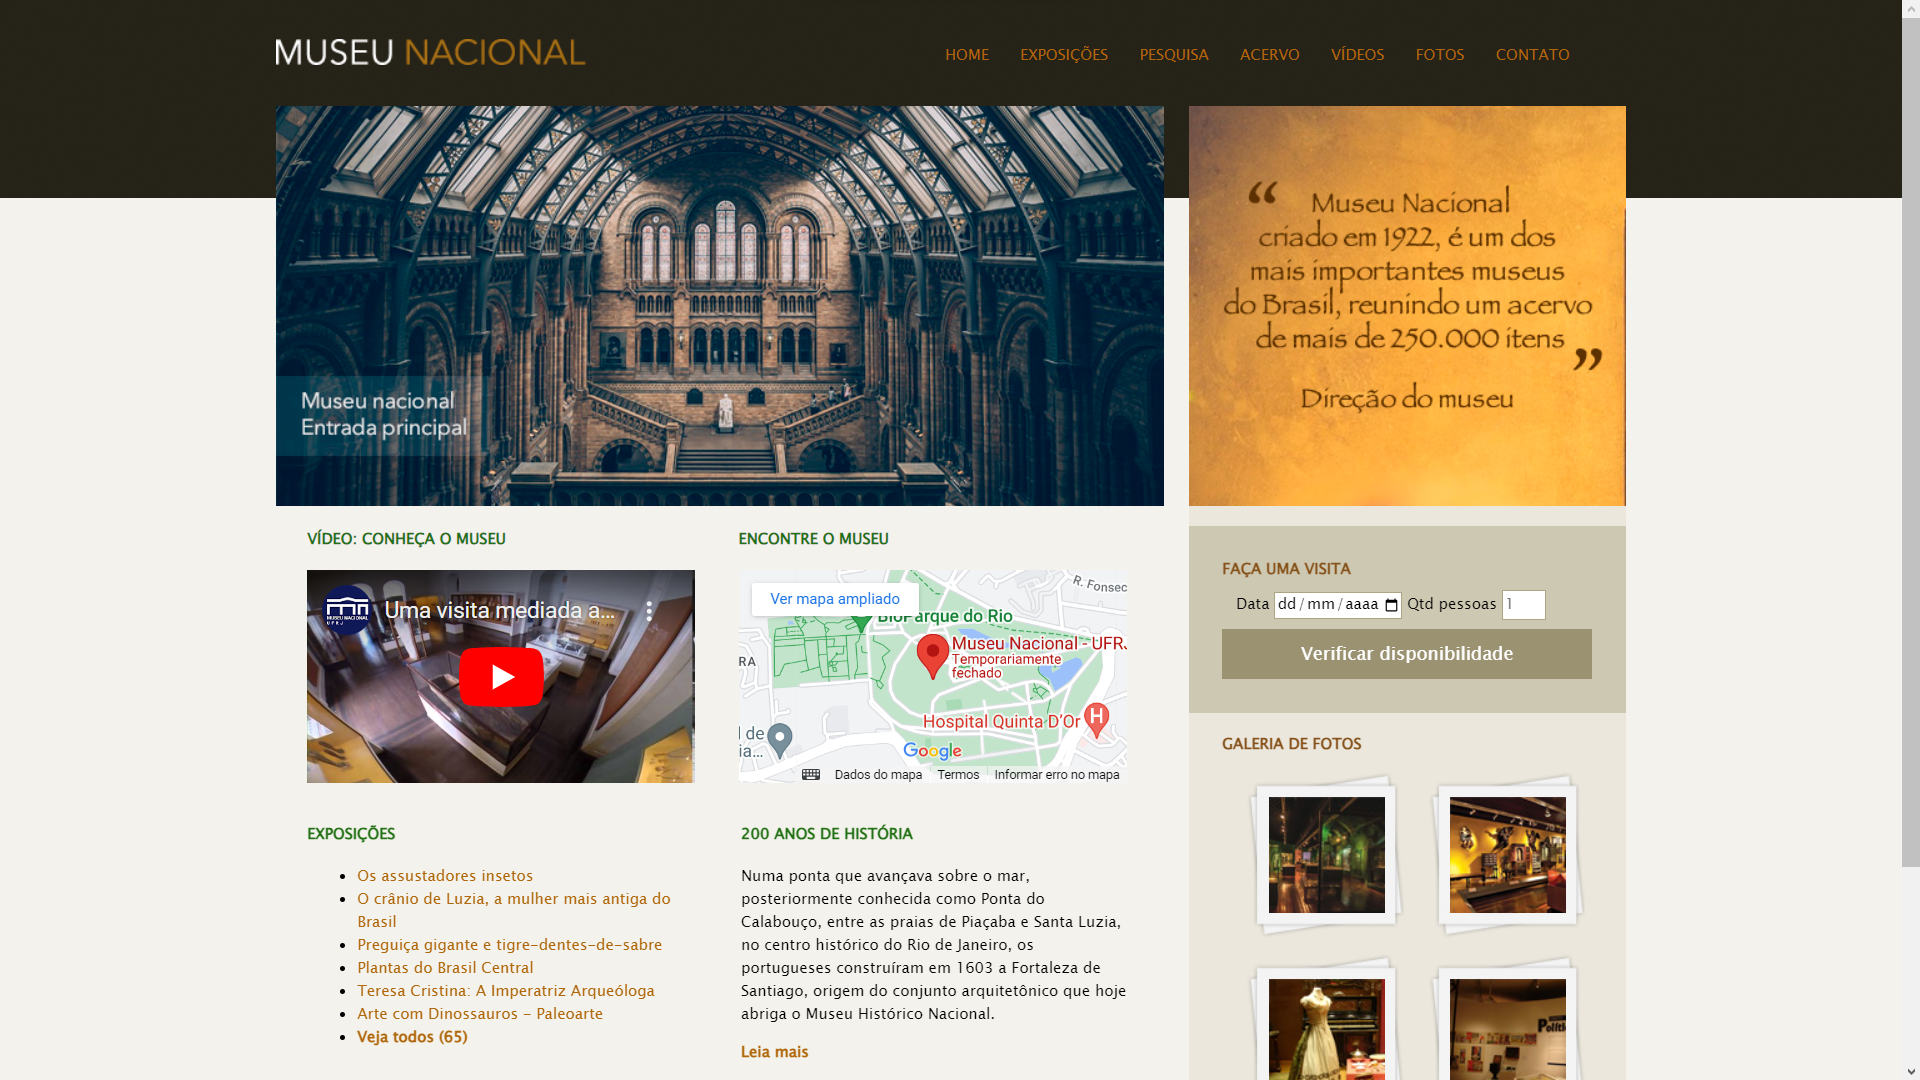 MUSEU NACIONAL
HOME
EXPOSIÇÕES
PESQUISA
ACERVO
VÍDEOS
FOTOS
CONTATO
Museu nacional
Entrada principal
“ Museu Nacional
criado em 1922, é um dos
mais importantes museus
do Brasil, reunindo um acervo
de mais de 250.000 itens ”
Direção do museu
VÍDEO: CONHEÇA O MUSEU
MUSEU NACIONAL
UFRJ
Uma visita mediada a...
ENCONTRE O MUSEU
Ver mapa ampliado
R. Fonsec
BioParque do Rio
Museu Nacional - UFRJ
Temporariamente
fechado
RA
Hospital Quinta D'Or
H
l de
ia...
Google
Dados do mapa
Termos
Informar erro no mapa
FAÇA UMA VISITA
Data dd/mm/aaaa Qtd pessoas 1
Verificar disponibilidade
GALERIA DE FOTOS
Polític
EXPOSIÇÕES
Os assustadores insetos
O crânio de Luzia, a mulher mais antiga do
Brasil
Preguiça gigante e tigre-dentes-de-sabre
Plantas do Brasil Central
Teresa Cristina: A Imperatriz Arqueóloga
Arte com Dinossauros - Paleoarte
Veja todos (65)
200 ANOS DE HISTÓRIA
Numa ponta que avançava sobre o mar,
posteriormente conhecida como Ponta do
Calabouço, entre as praias de Piaçaba e Santa Luzia,
no centro histórico do Rio de Janeiro, os
portugueses construíram em 1603 a Fortaleza de
Santiago, origem do conjunto arquitetônico que hoje
abriga o Museu Histórico Nacional.
Leia mais